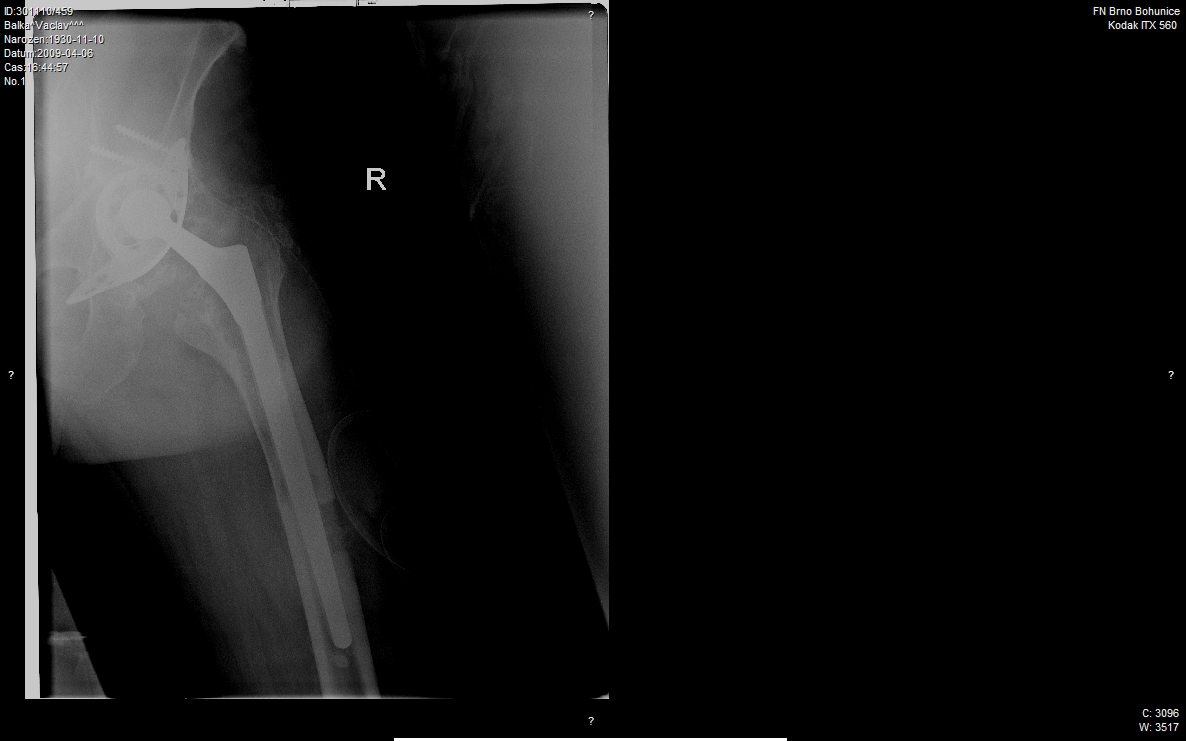 ID:301110/459
Balka^Vaclav^^^
Narozen:1930-11-10
Datum:2009-04-06
Cas:16:44:57
No.1
FN Brno Bohunice
Kodak ITX 560
?
R
?
?
?
C: 3096
W: 3517